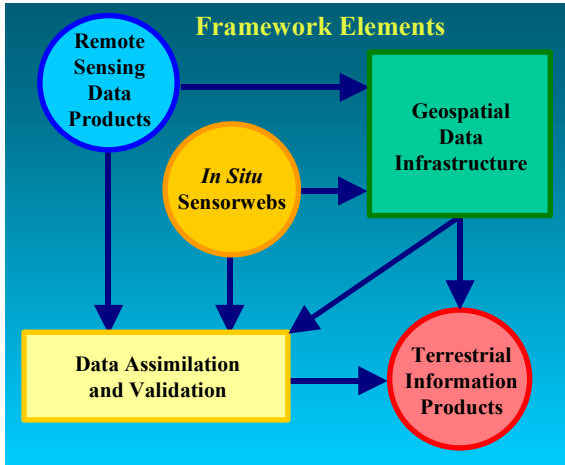 Framework Elements
Remote
Sensing
Data
Products
Geospatial
Data
Infrastructure
In Situ
Sensorwebs
Data Assimilation
and Validation
Terrestrial
Information
Products